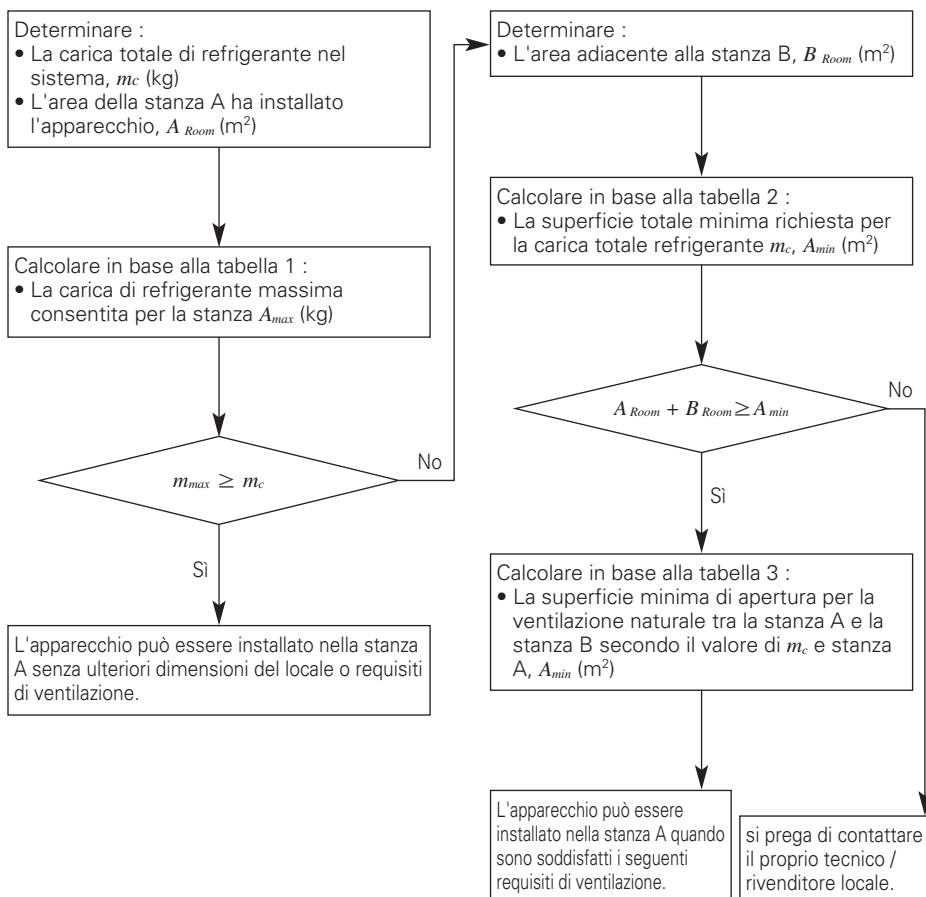 Determinare :
• La carica totale di refrigerante nel
sistema, mc (kg)
• L'area della stanza A ha installato
l'apparecchio, A Room (m²)
Calcolare in base alla tabella 1 :
• La carica di refrigerante massima
consentita per la stanza Amax (kg)
mmax ≥ mc
No
Sì
L'apparecchio può essere installato nella stanza
A senza ulteriori dimensioni del locale o requisiti
di ventilazione.
Determinare :
• L'area adiacente alla stanza B, B Room (m²)
Calcolare in base alla tabella 2 :
• La superficie totale minima richiesta per
la carica totale refrigerante mc, Amin (m²)
A Room + B Room ≥ A min
No
Sì
Calcolare in base alla tabella 3 :
• La superficie minima di apertura per la
ventilazione naturale tra la stanza A e la
stanza B secondo il valore di mc e stanza
A, Amin (m²)
L'apparecchio può essere
installato nella stanza A quando
sono soddisfatti i seguenti
requisiti di ventilazione.
si prega di contattare
il proprio tecnico /
rivenditore locale.